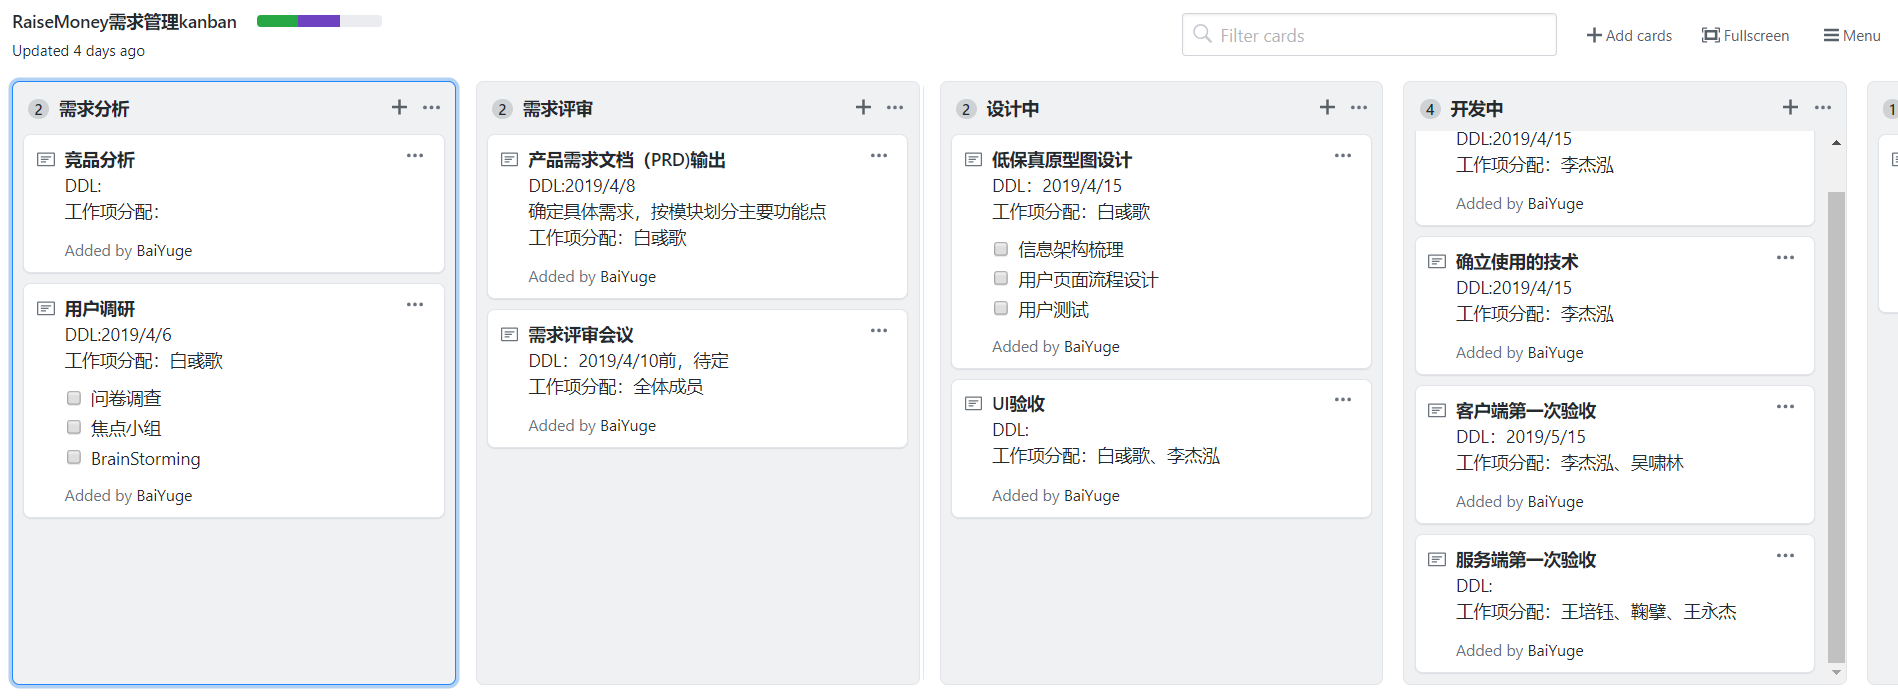 RaiseMoney需求管理kanban
Updated 4 days ago
Filter cards
Add cards
Fullscreen
Menu
2 需求分析
竞品分析
DDL:
工作项分配：
Added by BaiYuge
用户调研
DDL:2019/4/6
工作项分配：白彧歌
问卷调查
焦点小组
BrainStorming
Added by BaiYuge
2 需求评审
产品需求文档（PRD)输出
DDL:2019/4/8
确定具体需求，按模块划分主要功能点
工作项分配：白彧歌
Added by BaiYuge
需求评审会议
DDL：2019/4/10前，待定
工作项分配：全体成员
Added by BaiYuge
2 设计中
低保真原型图设计
DDL：2019/4/15
工作项分配：白彧歌
信息架构梳理
用户页面流程设计
用户测试
Added by BaiYuge
UI验收
DDL:
工作项分配：白彧歌、李杰泓
Added by BaiYuge
4 开发中
DDL:2019/4/15
工作项分配：李杰泓
Added by BaiYuge
确立使用的技术
DDL:2019/4/15
工作项分配：李杰泓
Added by BaiYuge
客户端第一次验收
DDL：2019/5/15
工作项分配：李杰泓、吴啸林
Added by BaiYuge
服务端第一次验收
DDL:
工作项分配：王培钰、鞠擘、王永杰
Added by BaiYuge
1